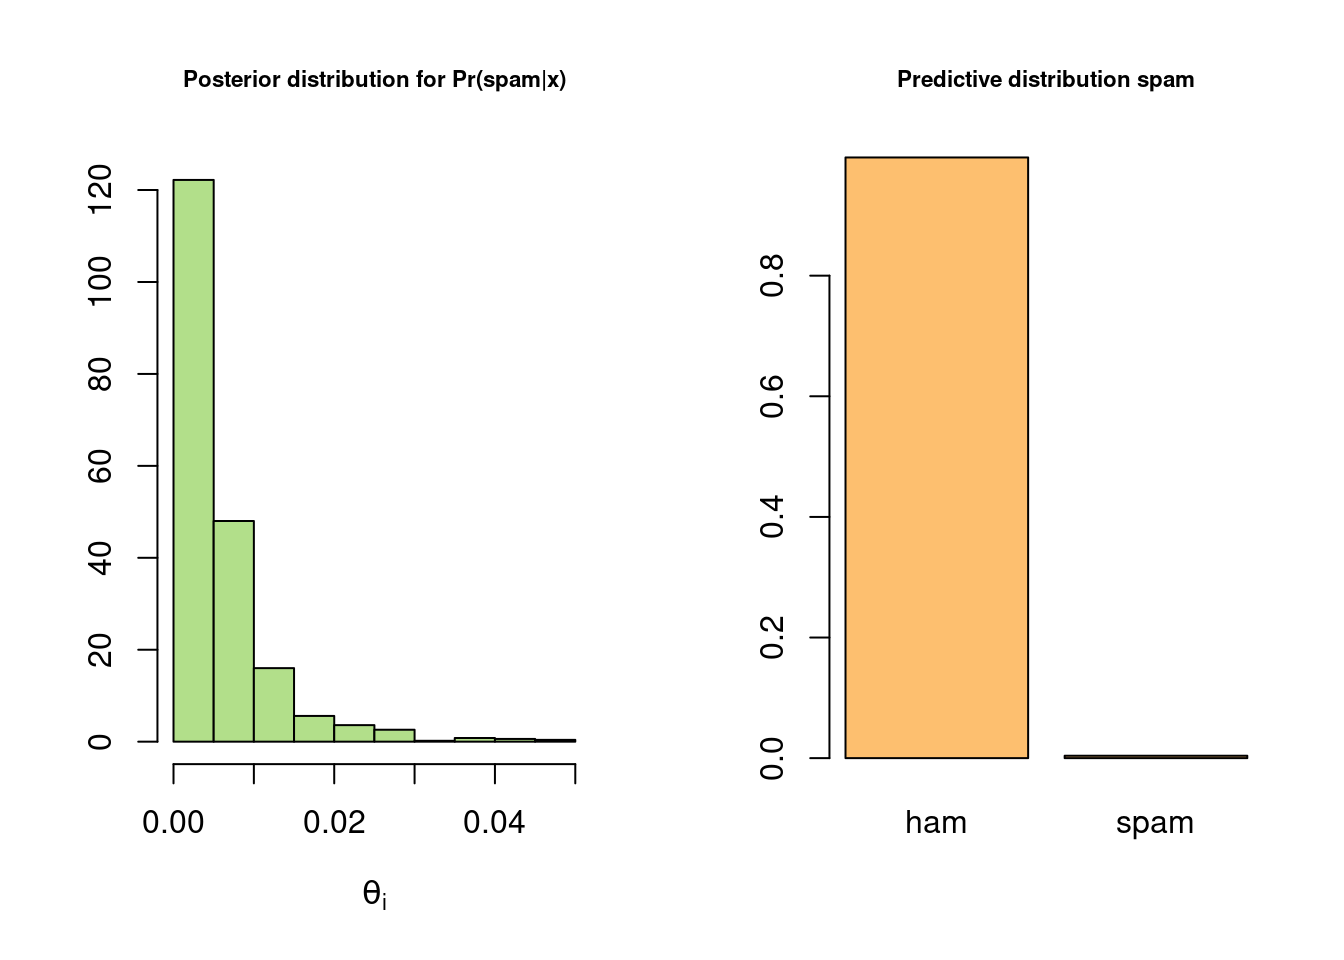 Posterior distribution for Pr(spam|x)
120
100
80
60
40
20
0
0.00 0.02 0.04
θi
Predictive distribution spam
0.8
0.6
0.4
0.2
0.0
ham spam